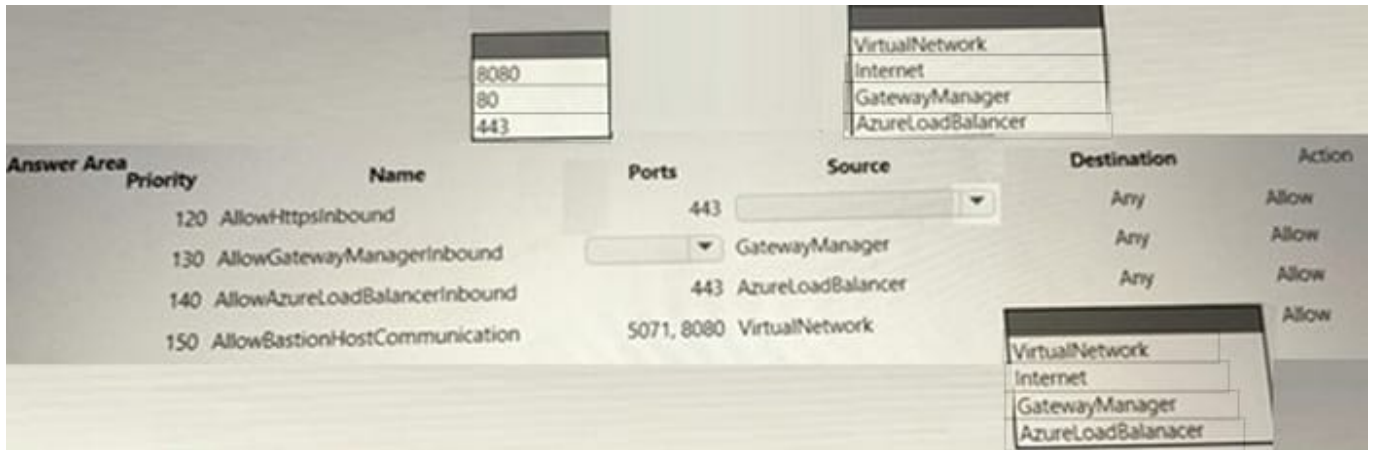 VirtualNetwork
8080 Internet
80 GatewayManager
443 AzureLoadBalancer
Answer Area Priority Name Ports Source Destination Action
120 AllowHttpsInbound 443 Any Allow
130 AllowGatewayManagerInbound GatewayManager Any Allow
140 AllowAzureLoadBalancerInbound 443 AzureLoadBalancer Any Allow
150 AllowBastionHostCommunication 5071, 8080 VirtualNetwork Allow
VirtualNetwork
Internet
GatewayManager
AzureLoadBalanacer